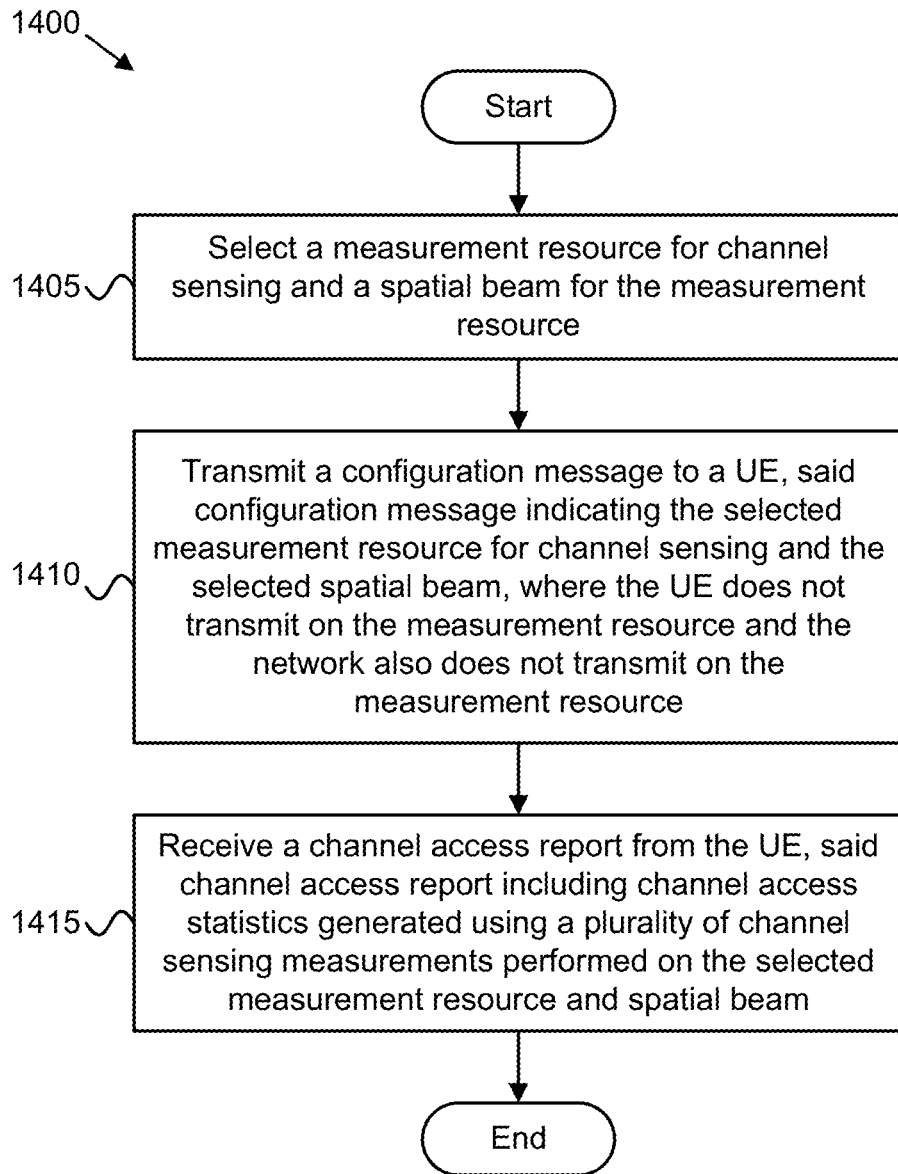 1400
Start
1405
Select a measurement resource for channel
sensing and a spatial beam for the measurement
resource
1410
Transmit a configuration message to a UE, said
configuration message indicating the selected
measurement resource for channel sensing and the
selected spatial beam, where the UE does not
transmit on the measurement resource and the
network also does not transmit on the
measurement resource
1415
Receive a channel access report from the UE, said
channel access report including channel access
statistics generated using a plurality of channel
sensing measurements performed on the selected
measurement resource and spatial beam
End